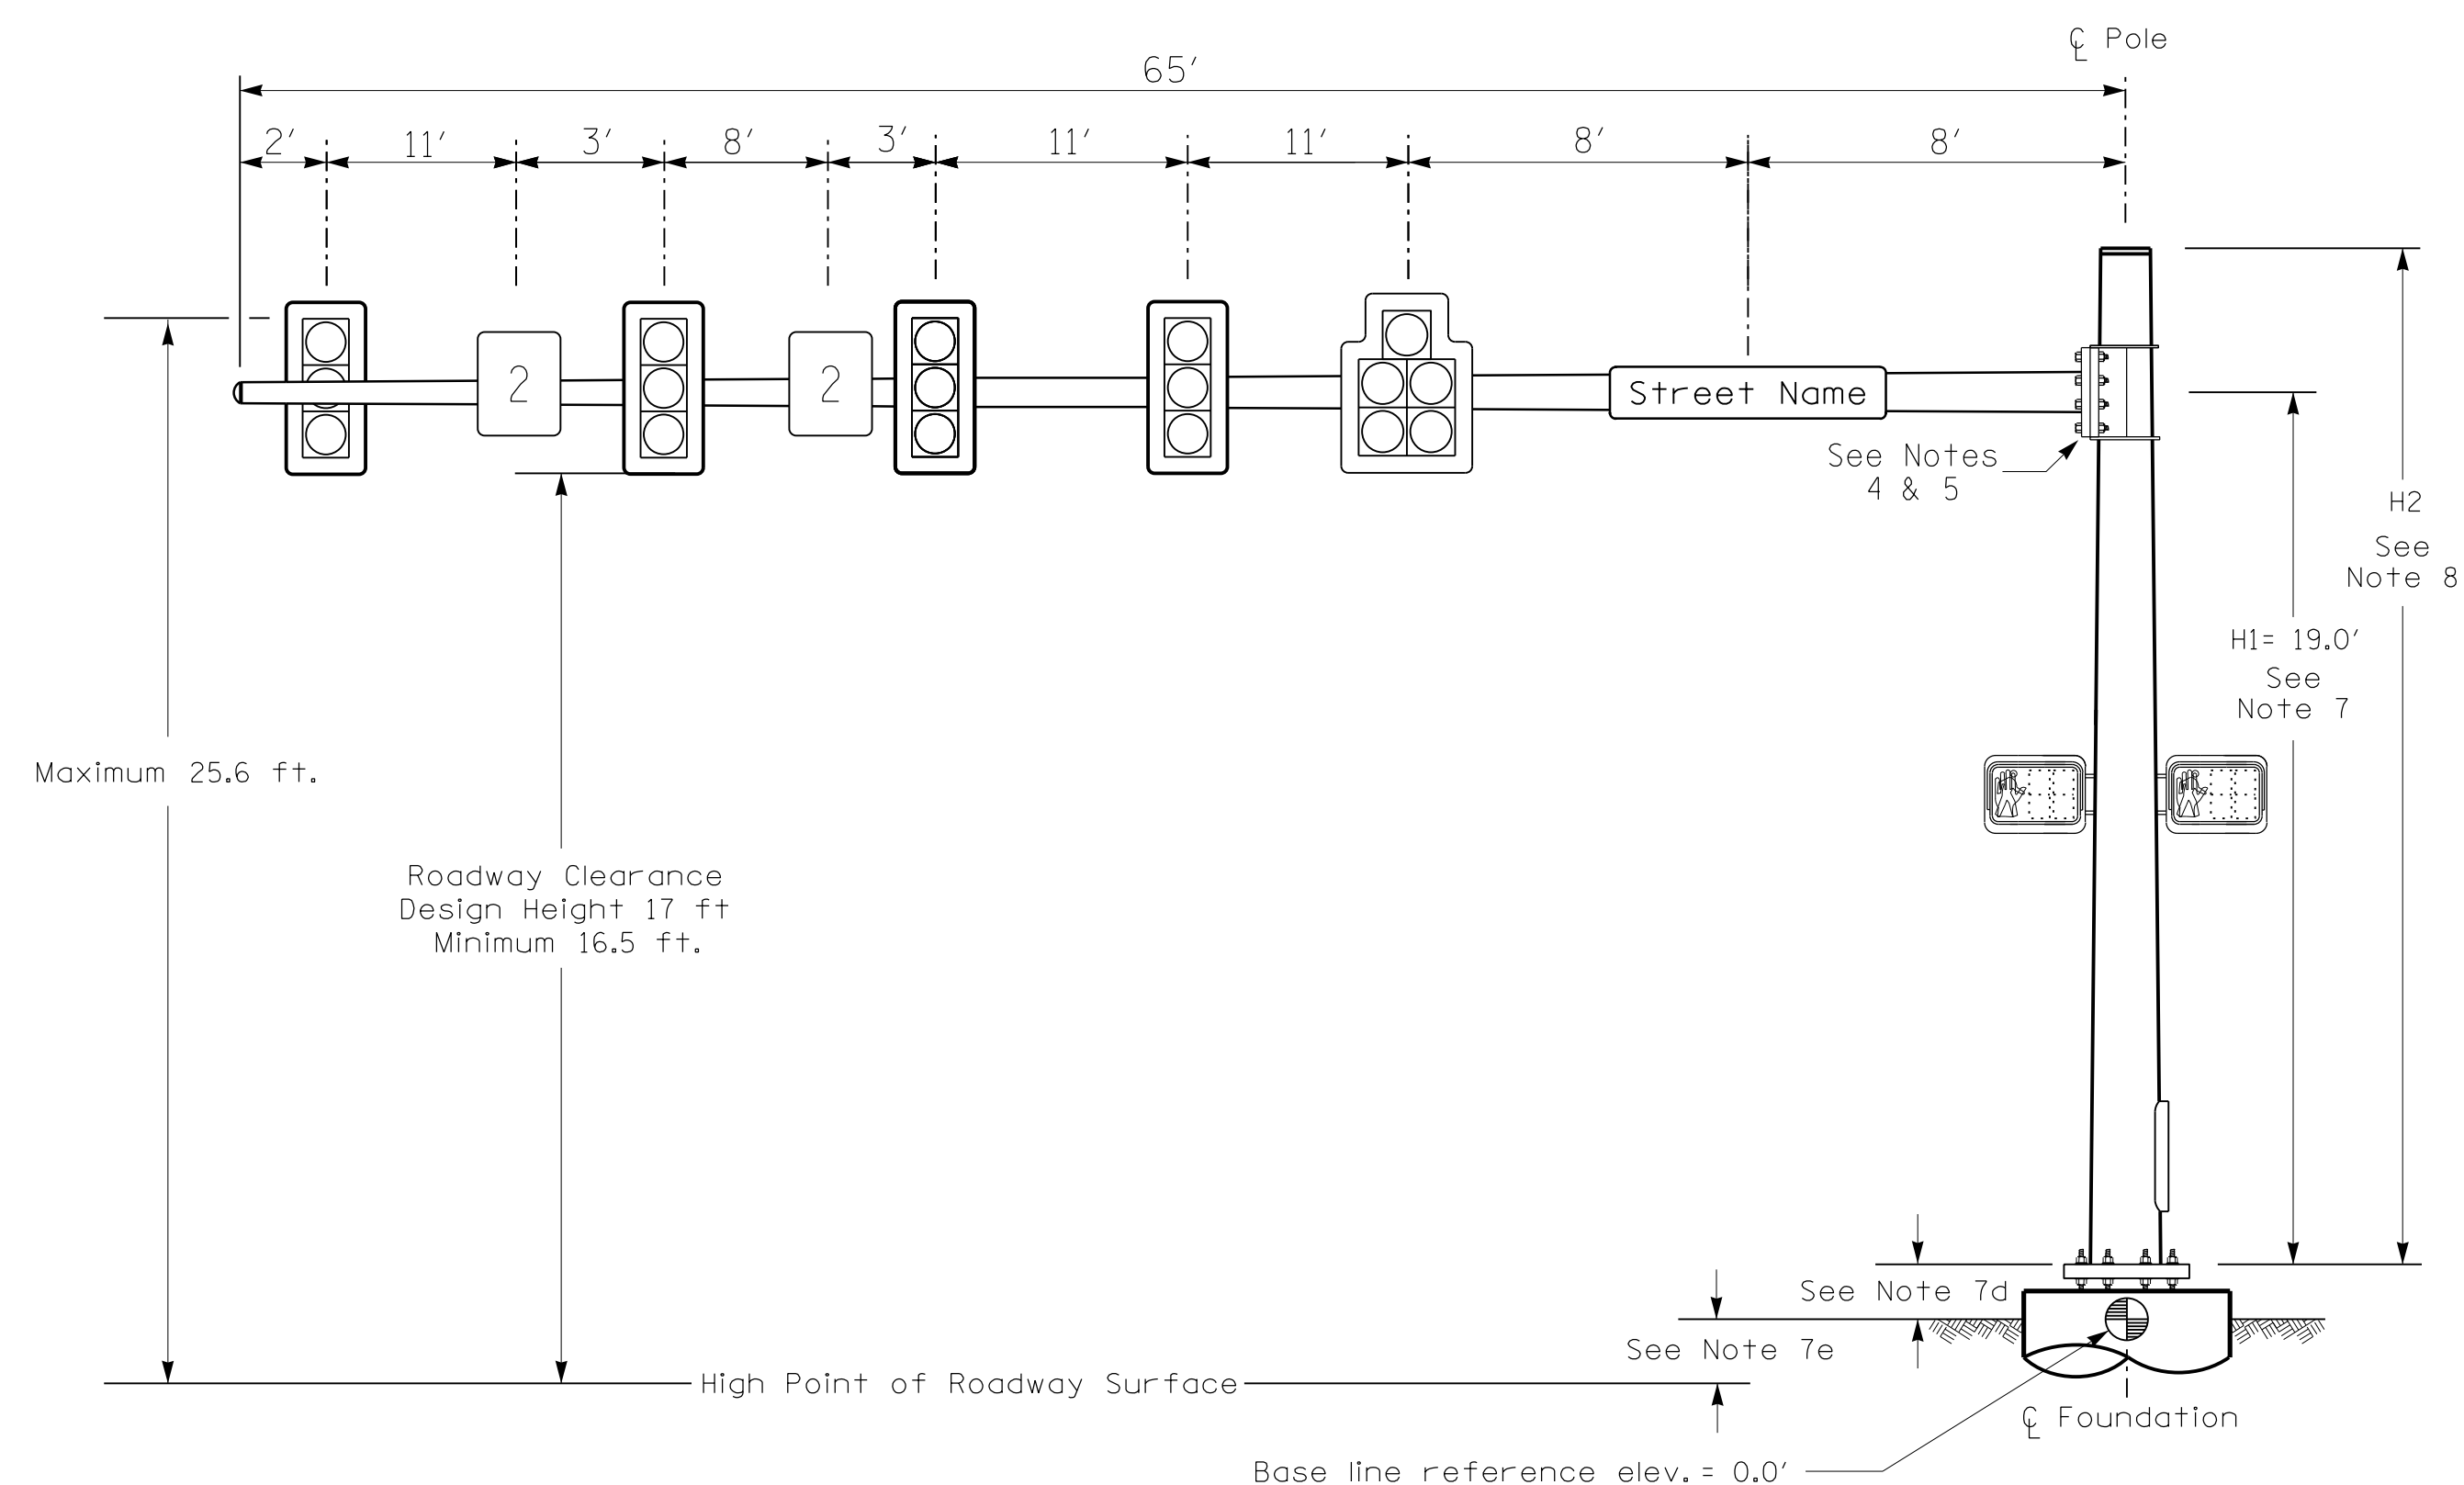 ℄ Pole
65'
2' 11' 3' 8' 3' 11' 11' 8' 8'
2 2 Street Name
See Notes
4 & 5
H2
See
Note 8
H1= 19.0'
See
Note 7
Maximum 25.6 ft.
Roadway Clearance
Design Height 17 ft
Minimum 16.5 ft.
See Note 7d
See Note 7e
High Point of Roadway Surface
℄ Foundation
Base line reference elev.= 0.0'